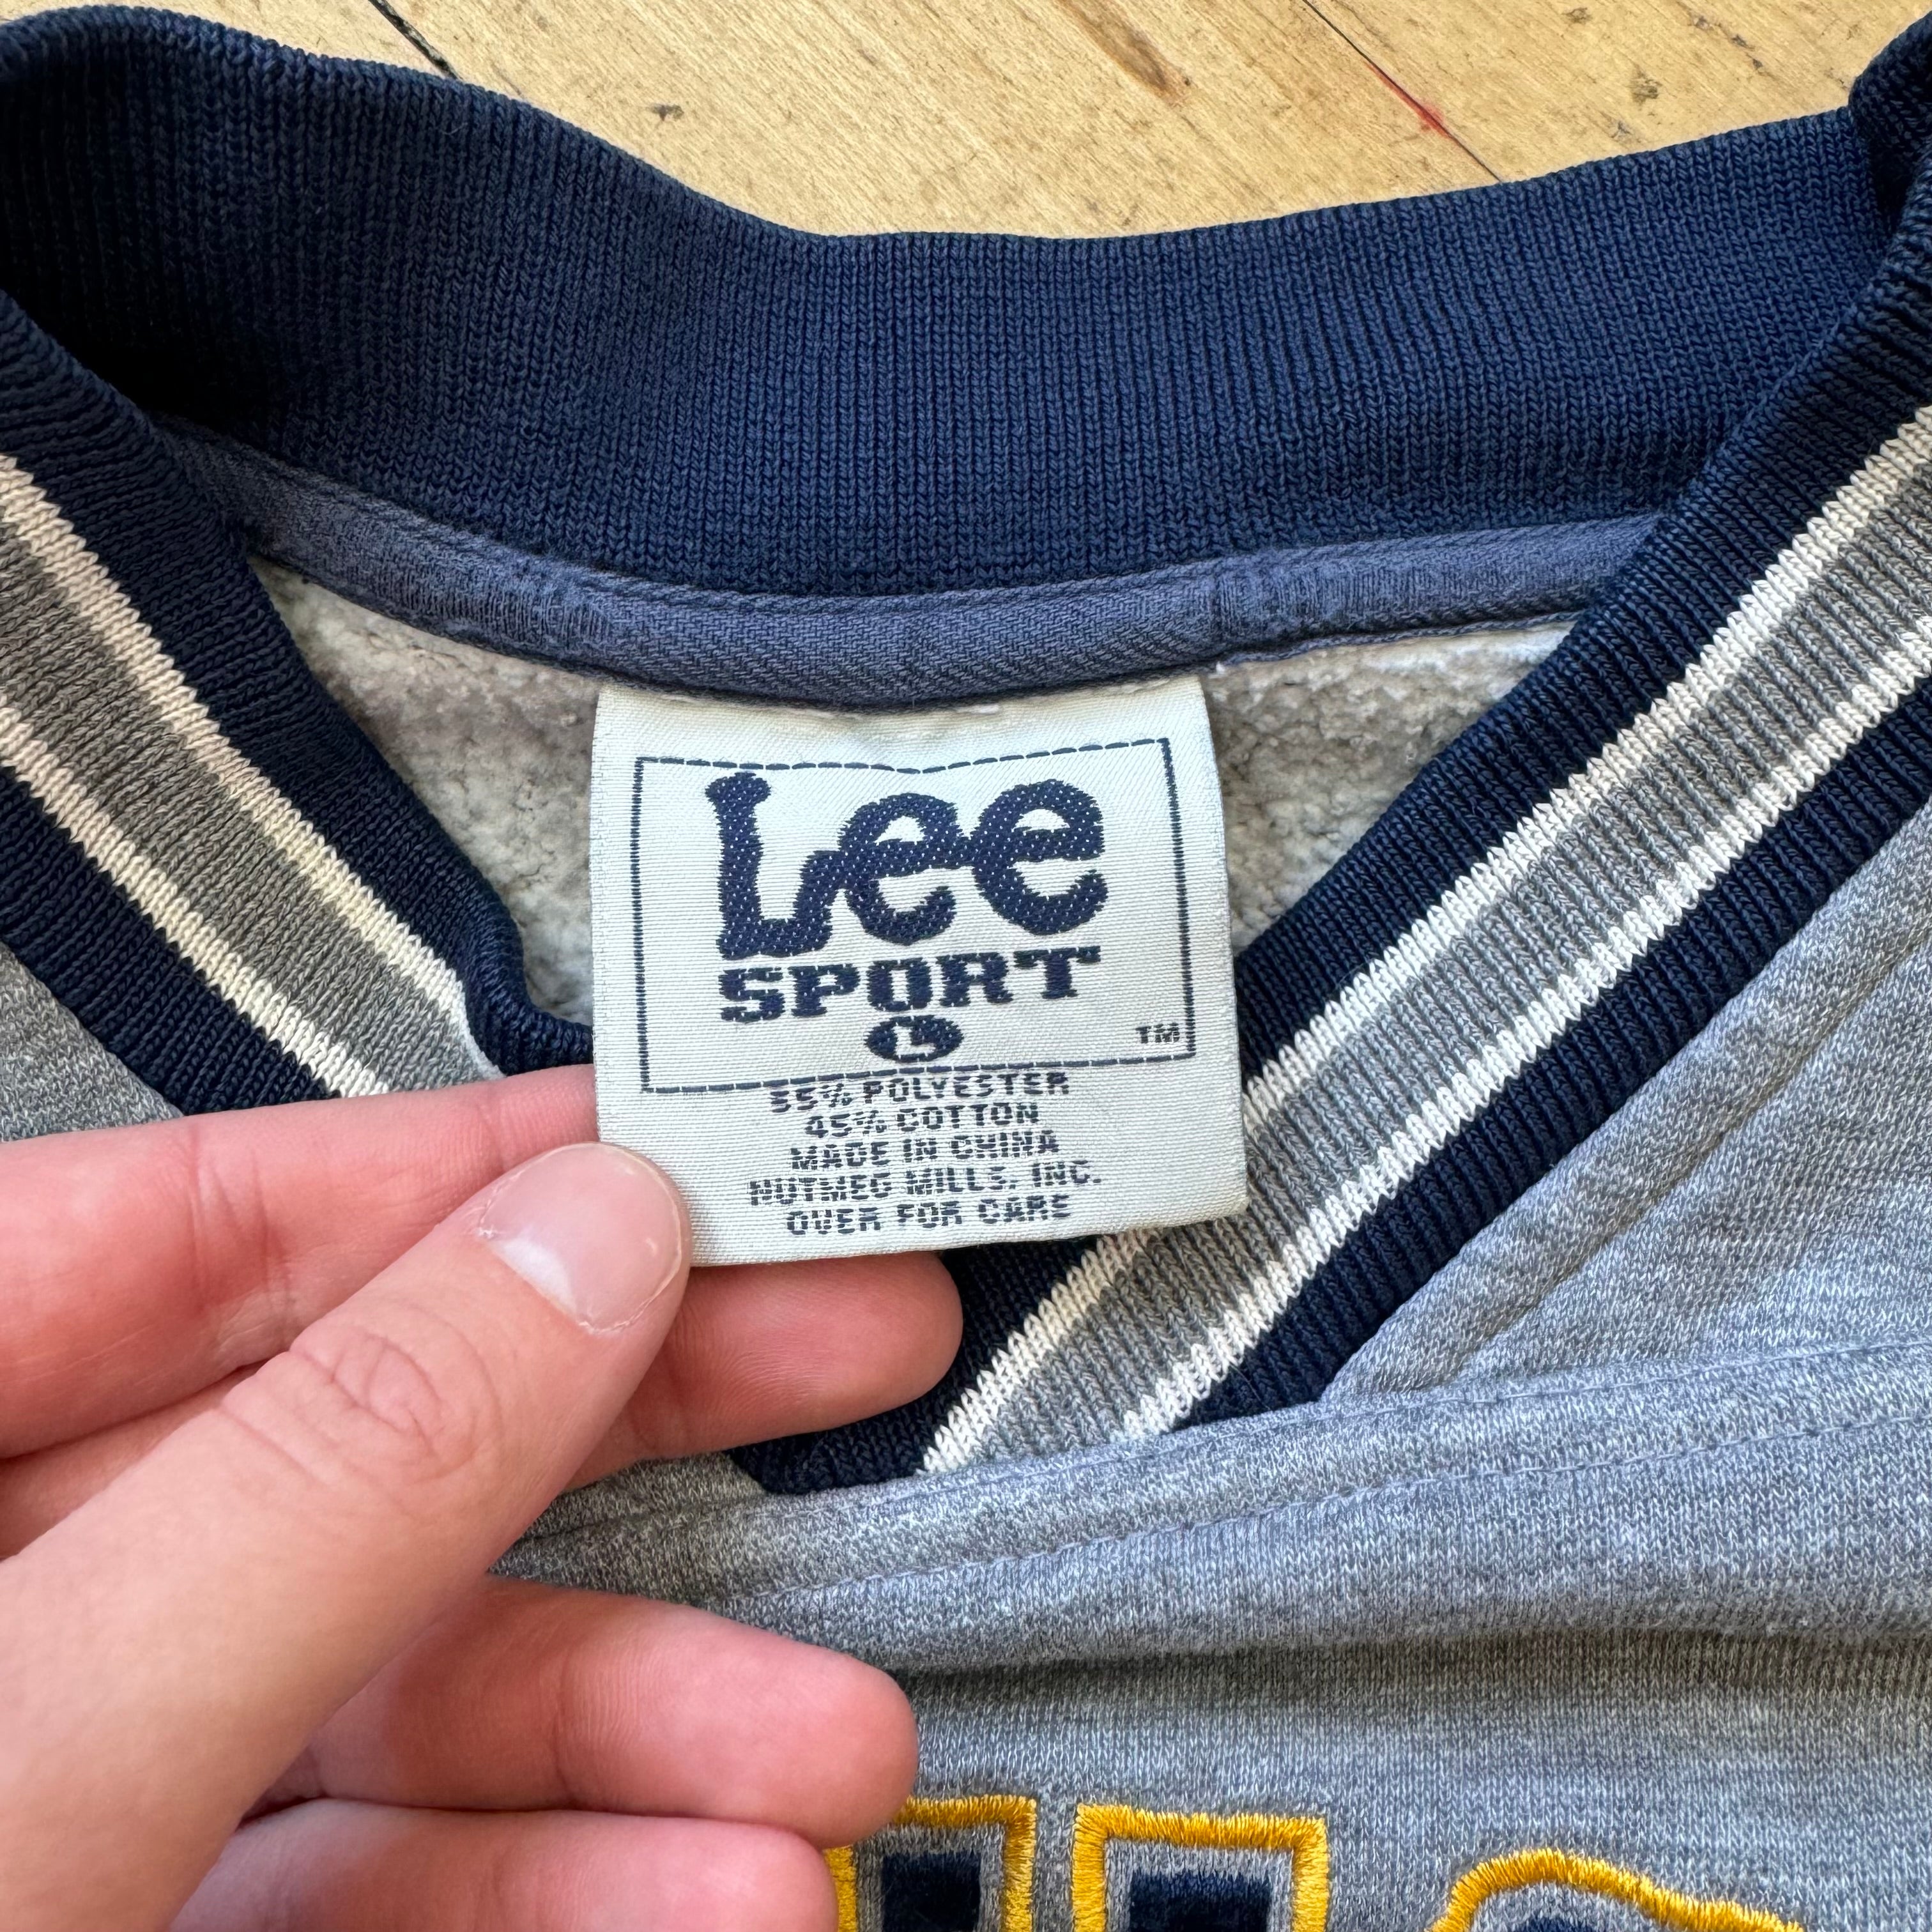 Lee
SPORT
L
TM
55% POLYESTER
45% COTTON
MADE IN CHINA
NUTMEG MILLS, INC.
OVER FOR CARE